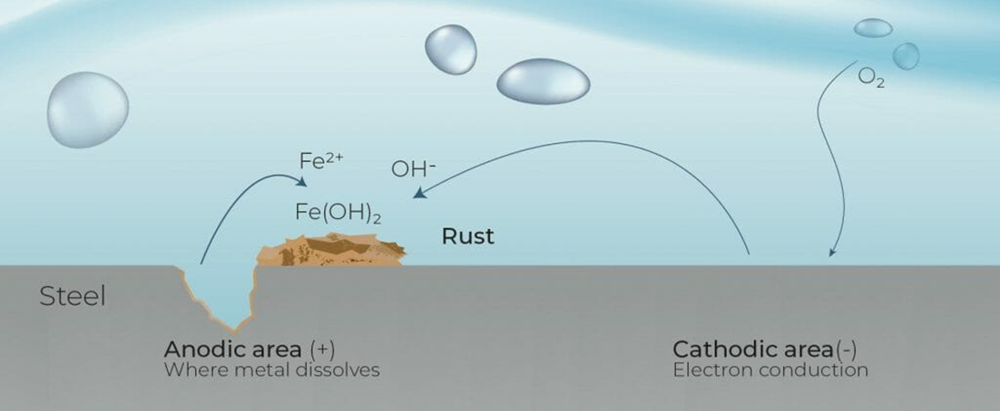 O₂
Fe²⁺
OH⁻
Fe(OH)₂
Rust
Steel
Anodic area (+)
Where metal dissolves
Cathodic area(-)
Electron conduction